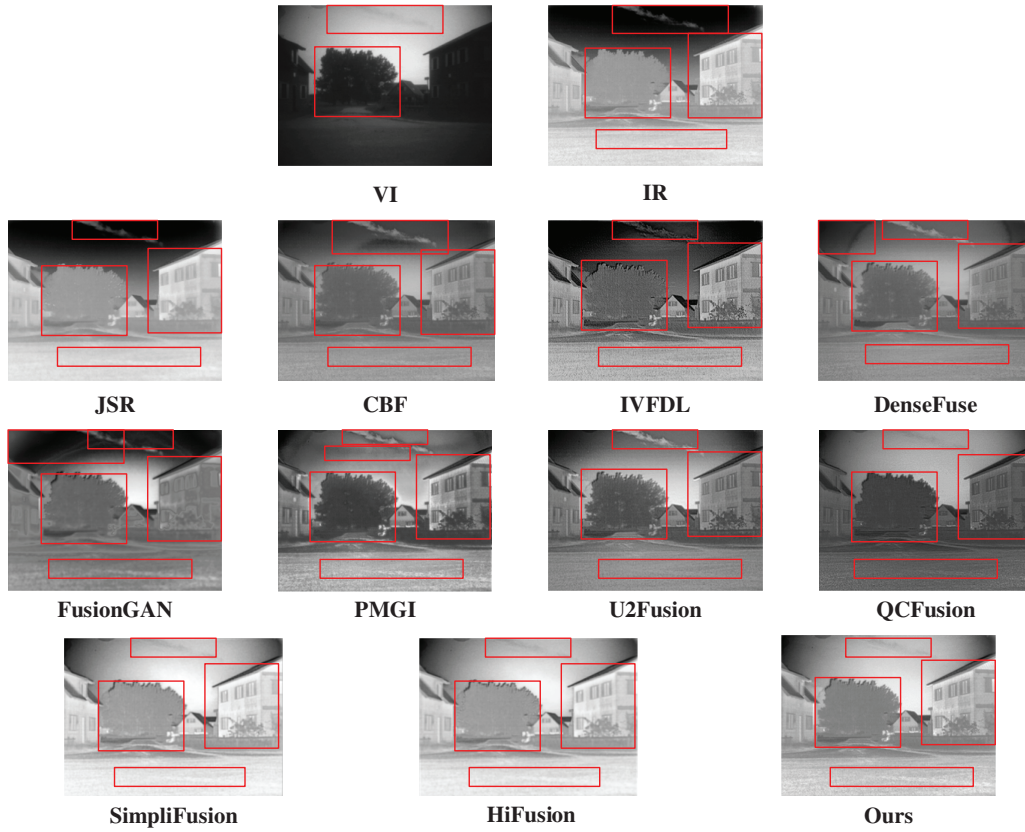 VI IR
JSR CBF IVFDL DenseFuse
FusionGAN PMGI U2Fusion QCFusion
SimpliFusion HiFusion Ours